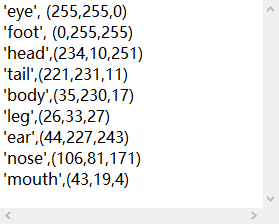 'eye', (255,255,0)
'foot', (0,255,255)
'head',(234,10,251)
'tail',(221,231,11)
'body',(35,230,17)
'leg',(26,33,27)
'ear',(44,227,243)
'nose',(106,81,171)
'mouth',(43,19,4)